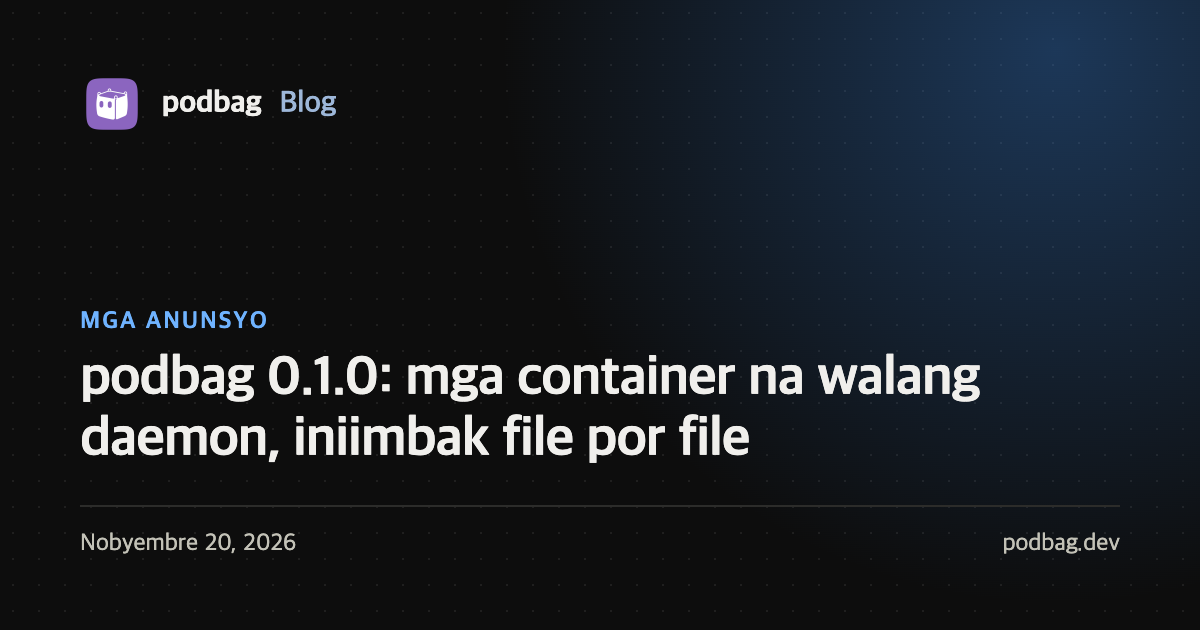 podbag Blog
MGA ANUNSYO
podbag 0.1.0: mga container na walang
daemon, iniimbak file por file
Nobyembre 20, 2026
podbag.dev